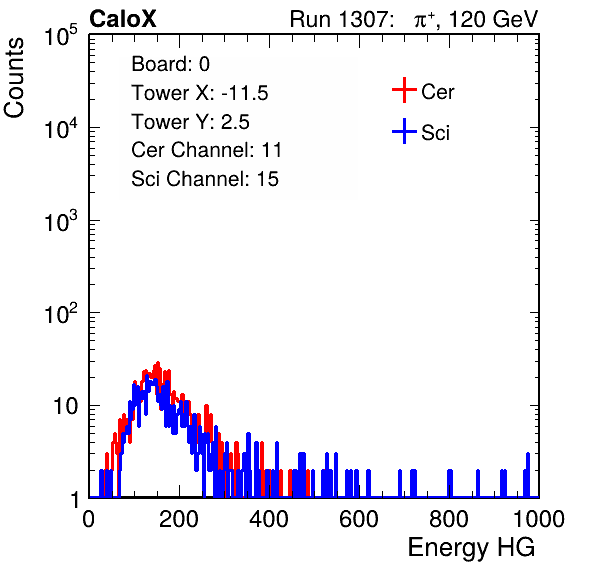 CaloX Run 1307: π⁺, 120 GeV
Counts
10⁵
10⁴
10³
10²
10
1
Board: 0
Tower X: -11.5
Tower Y: 2.5
Cer Channel: 11
Sci Channel: 15
Cer
Sci
0 200 400 600 800 1000
Energy HG